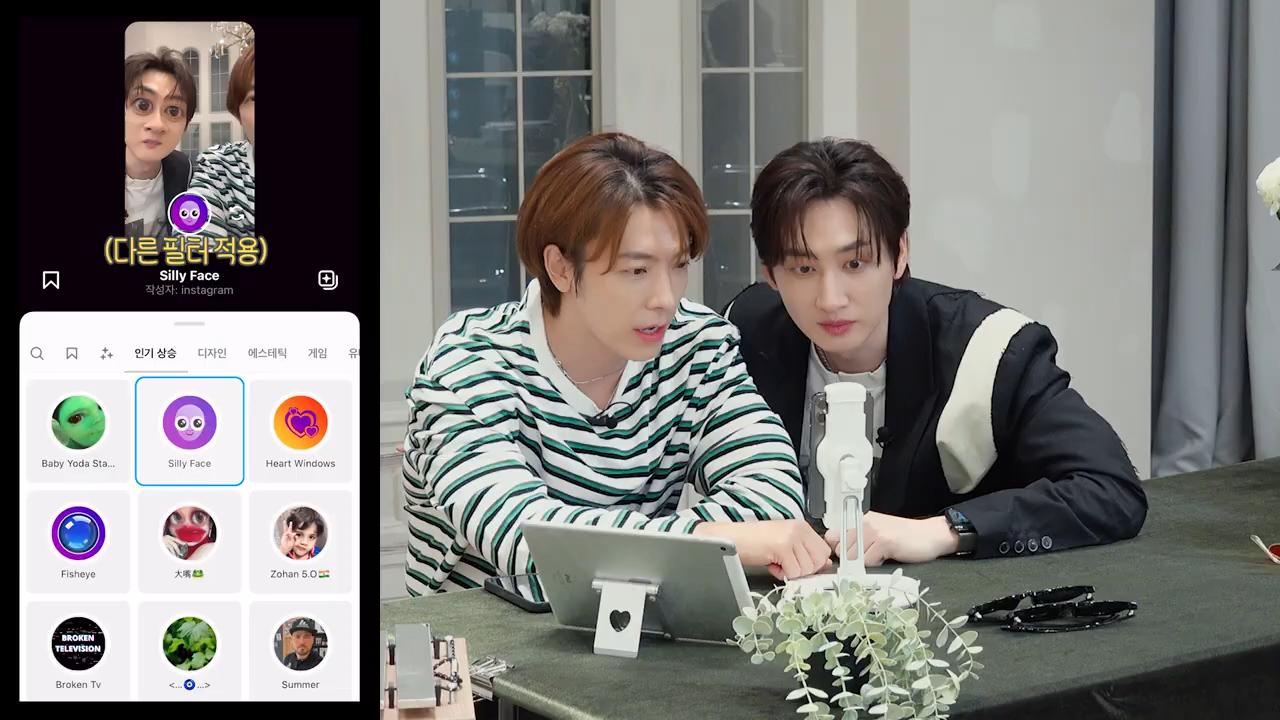 (다른 필터 적용)
Silly Face
작성자: instagram
인기 상승 디자인 에스테틱 게임
Baby Yoda Sta... Silly Face Heart Windows
Fisheye 大嘴🐸 Zohan 5.O🇮🇳
BROKEN
TELEVISION
Broken Tv <...🧿...> Summer